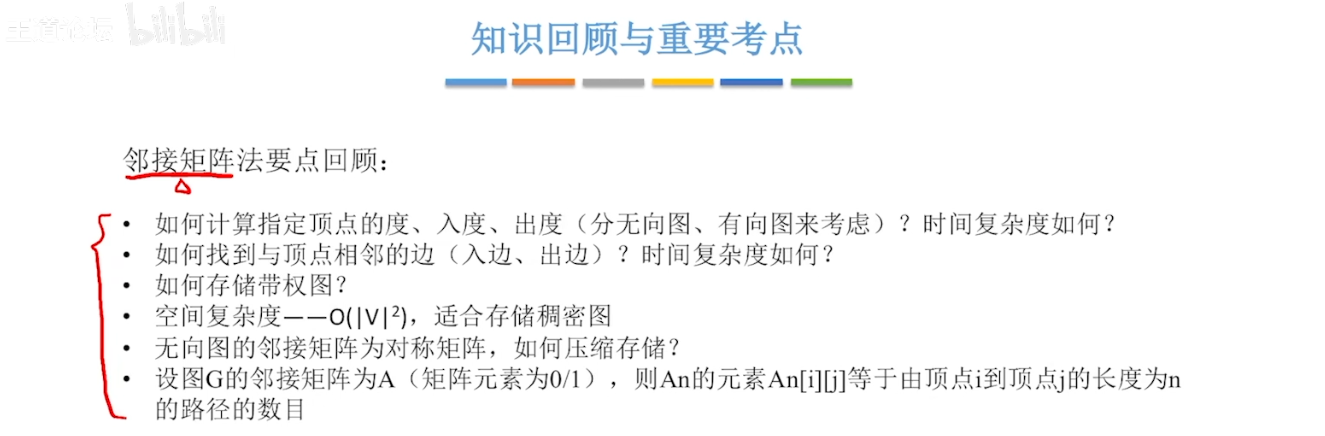 王道论坛 bilibili
知识回顾与重要考点
邻接矩阵法要点回顾：
• 如何计算指定顶点的度、入度、出度（分无向图、有向图来考虑）？时间复杂度如何？
• 如何找到与顶点相邻的边（入边、出边）？时间复杂度如何？
• 如何存储带权图？
• 空间复杂度——O(|V|²)，适合存储稠密图
• 无向图的邻接矩阵为对称矩阵，如何压缩存储？
• 设图G的邻接矩阵为A（矩阵元素为0/1），则An的元素An[i][j]等于由顶点i到顶点j的长度为n
的路径的数目